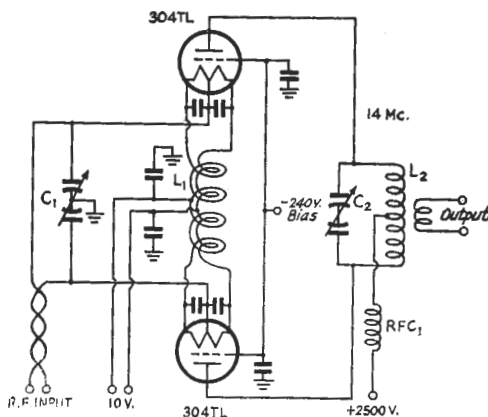 304TL
14 Mc.
C1
L1
-240V.
Bias
C2
L2
Output
RFC1
R.F. INPUT
10 V.
+2500 V.
304TL